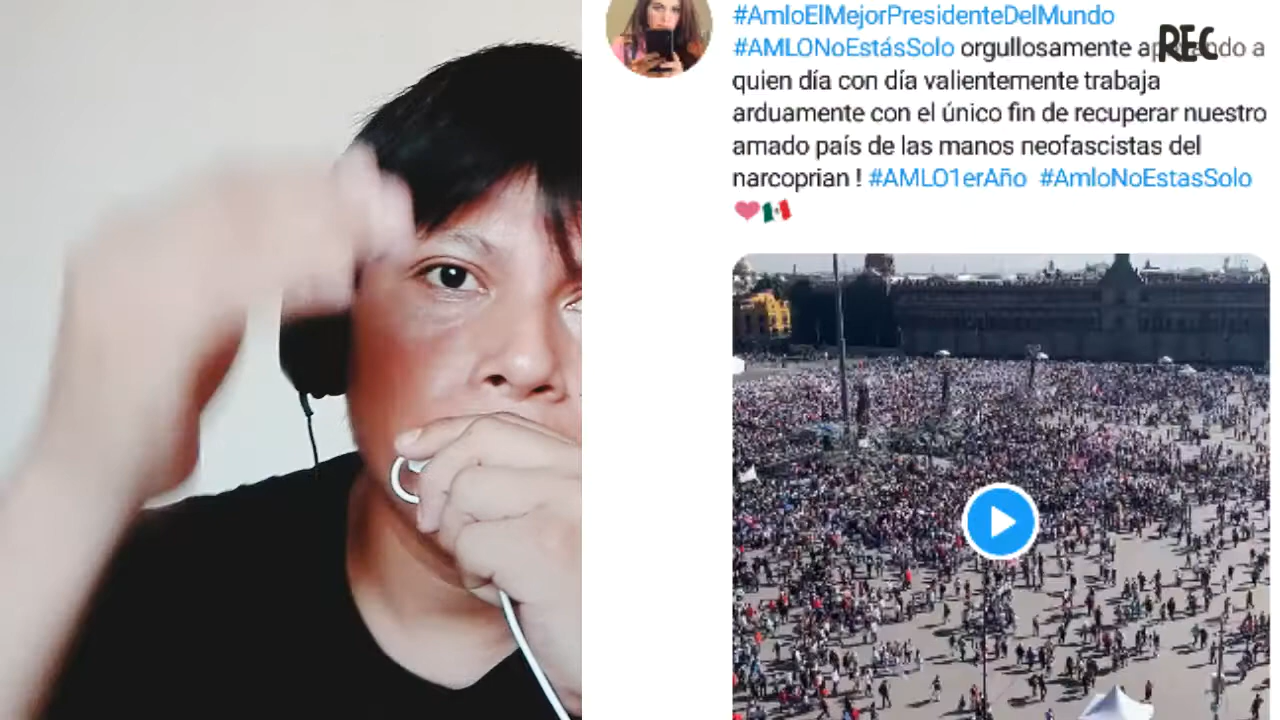 #AmloElMejorPresidenteDelMundo
REC
#AMLONoEstásSolo orgullosamente a
quien día con día valientemente trabaja
arduamente con el único fin de recuperar nuestro
amado país de las manos neofascistas del
narcoprian ! #AMLO1erAño #AmloNoEstasSolo